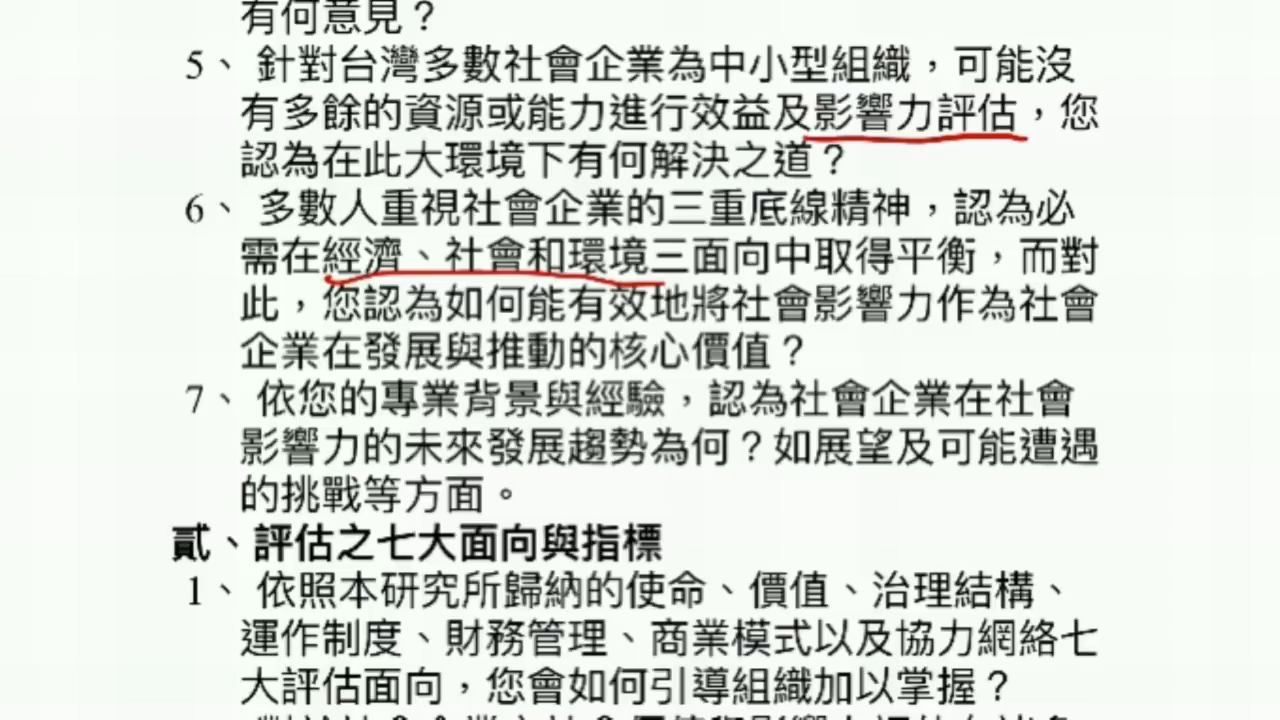 有何意見？
5、 針對台灣多數社會企業為中小型組織，可能沒
有多餘的資源或能力進行效益及影響力評估，您
認為在此大環境下有何解決之道？
6、 多數人重視社會企業的三重底線精神，認為必
需在經濟、社會和環境三面向中取得平衡，而對
此，您認為如何能有效地將社會影響力作為社會
企業在發展與推動的核心價值？
7、 依您的專業背景與經驗，認為社會企業在社會
影響力的未來發展趨勢為何？如展望及可能遭遇
的挑戰等方面。
貳、評估之七大面向與指標
1、 依照本研究所歸納的使命、價值、治理結構、
運作制度、財務管理、商業模式以及協力網絡七
大評估面向，您會如何引導組織加以掌握？